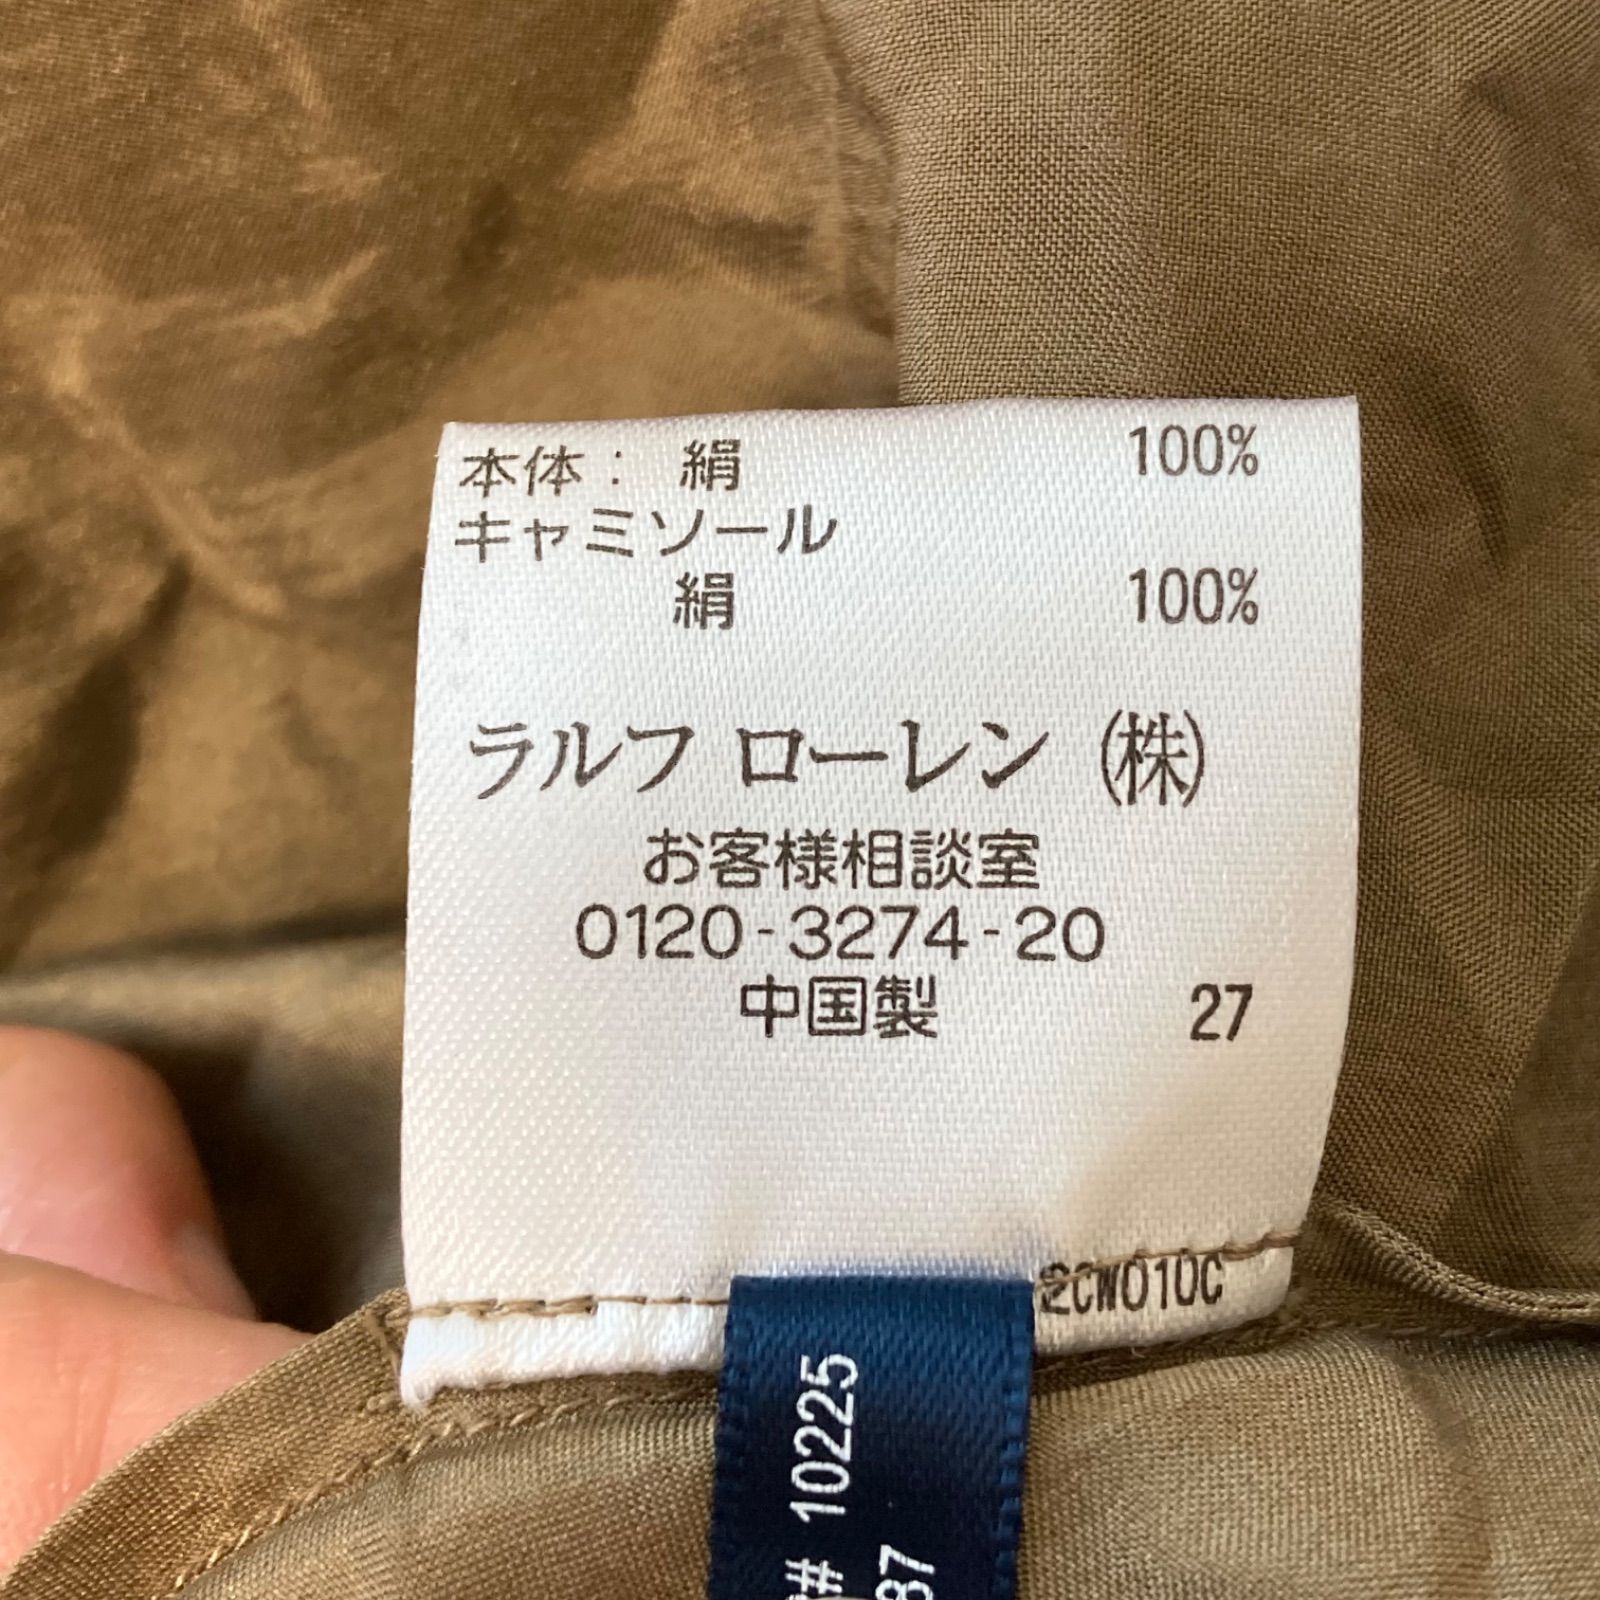 本体： 絹 100%
キャミソール
絹 100%
ラルフ ローレン ㈱
お客様相談室
0120-3274-20
中国製 27
2CW010C
# 10225
87